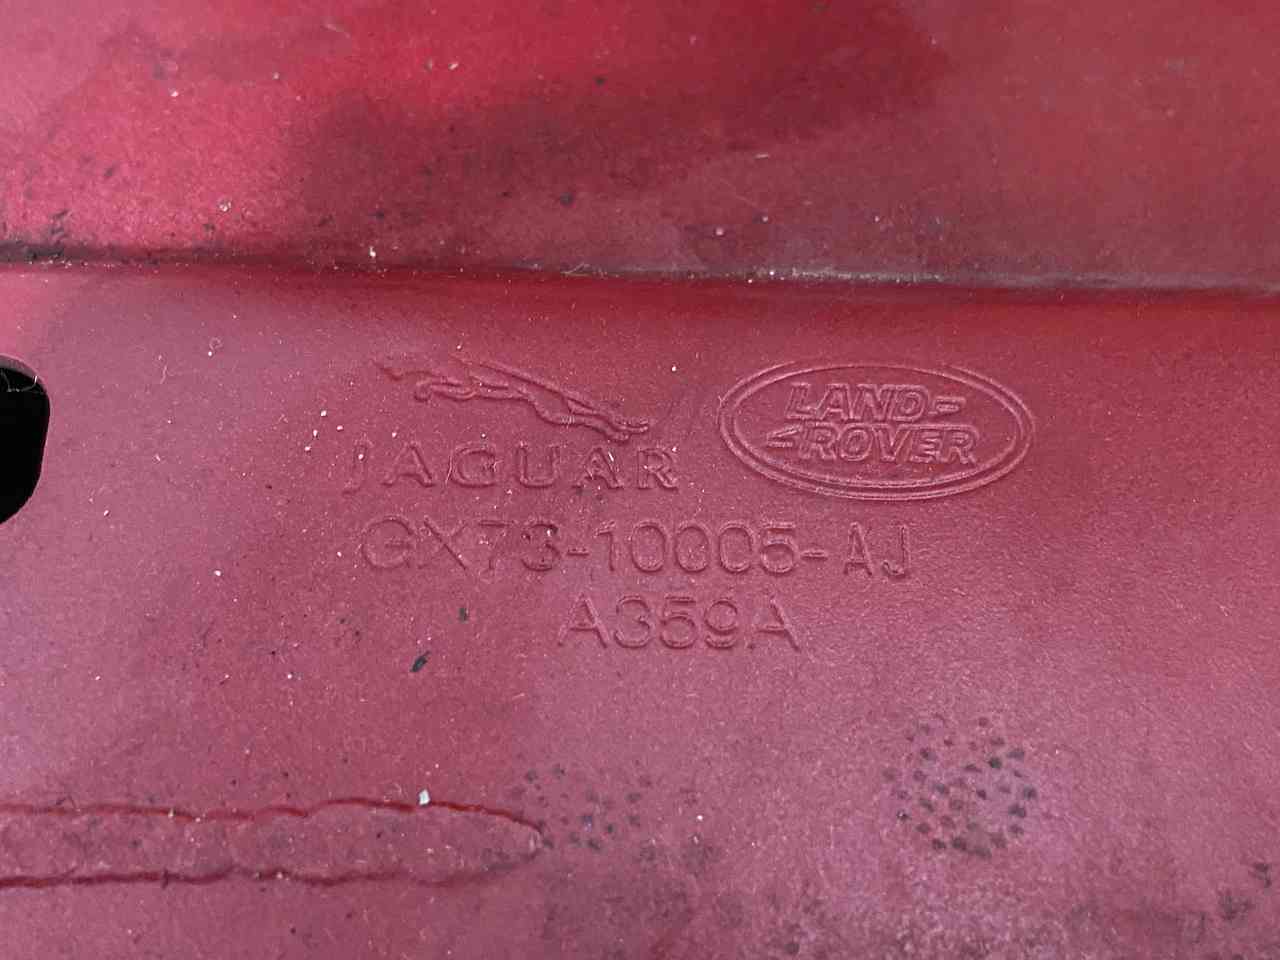 JAGUAR
LAND-
ROVER
GX73-10005-AJ
A359A